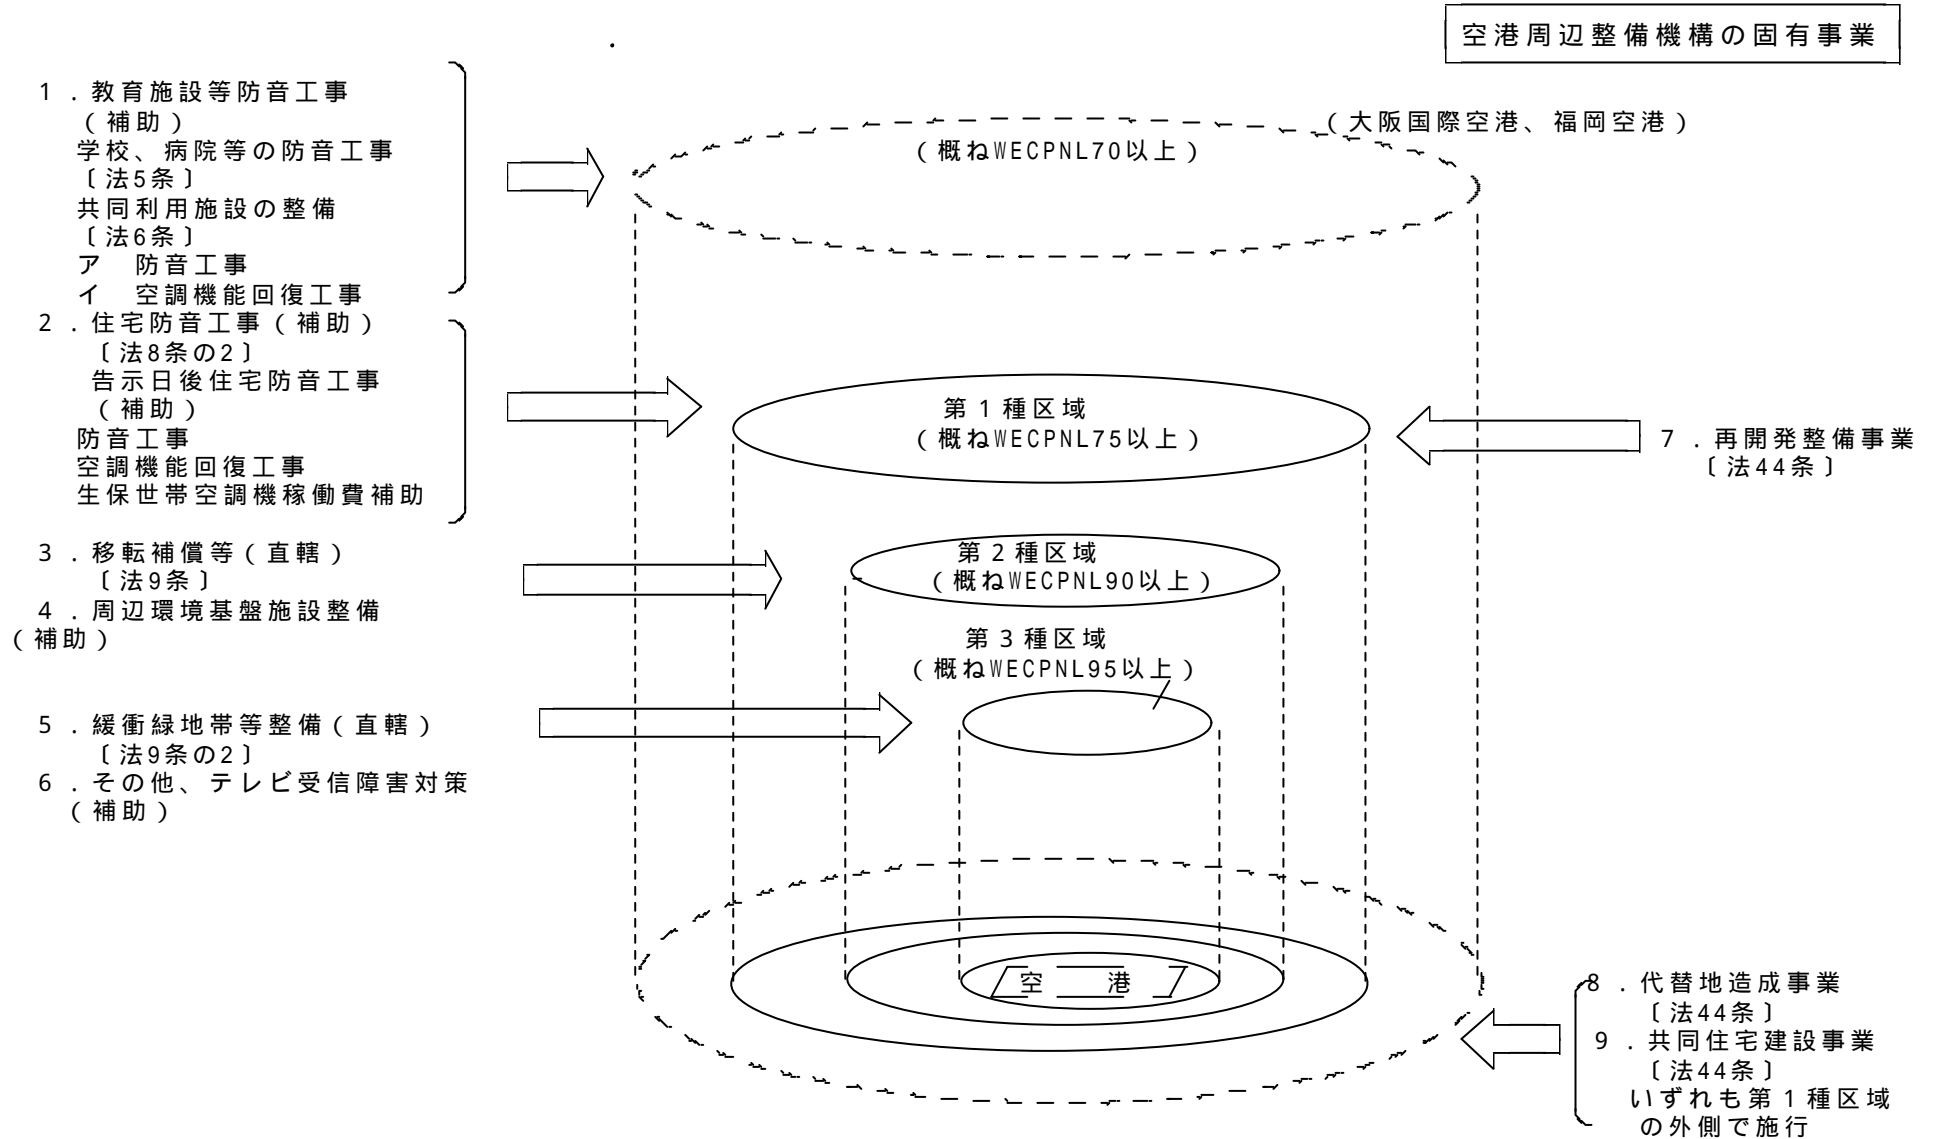 空港周辺整備機構の固有事業
(大阪国際空港、福岡空港)
1.教育施設等防音工事
(補助)
学校、病院等の防音工事
〔法5条〕
共同利用施設の整備
〔法6条〕
ア 防音工事
イ 空調機能回復工事
2.住宅防音工事(補助)
〔法8条の2〕
告示日後住宅防音工事
(補助)
防音工事
空調機能回復工事
生保世帯空調機稼働費補助
3.移転補償等(直轄)
〔法9条〕
4.周辺環境基盤施設整備
(補助)
5.緩衝緑地帯等整備(直轄)
〔法9条の2〕
6.その他、テレビ受信障害対策
(補助)
(概ねWECPNL70以上)
第1種区域
(概ねWECPNL75以上)
第2種区域
(概ねWECPNL90以上)
第3種区域
(概ねWECPNL95以上)
空 港
7.再開発整備事業
〔法44条〕
8.代替地造成事業
〔法44条〕
9.共同住宅建設事業
〔法44条〕
いずれも第1種区域
の外側で施行